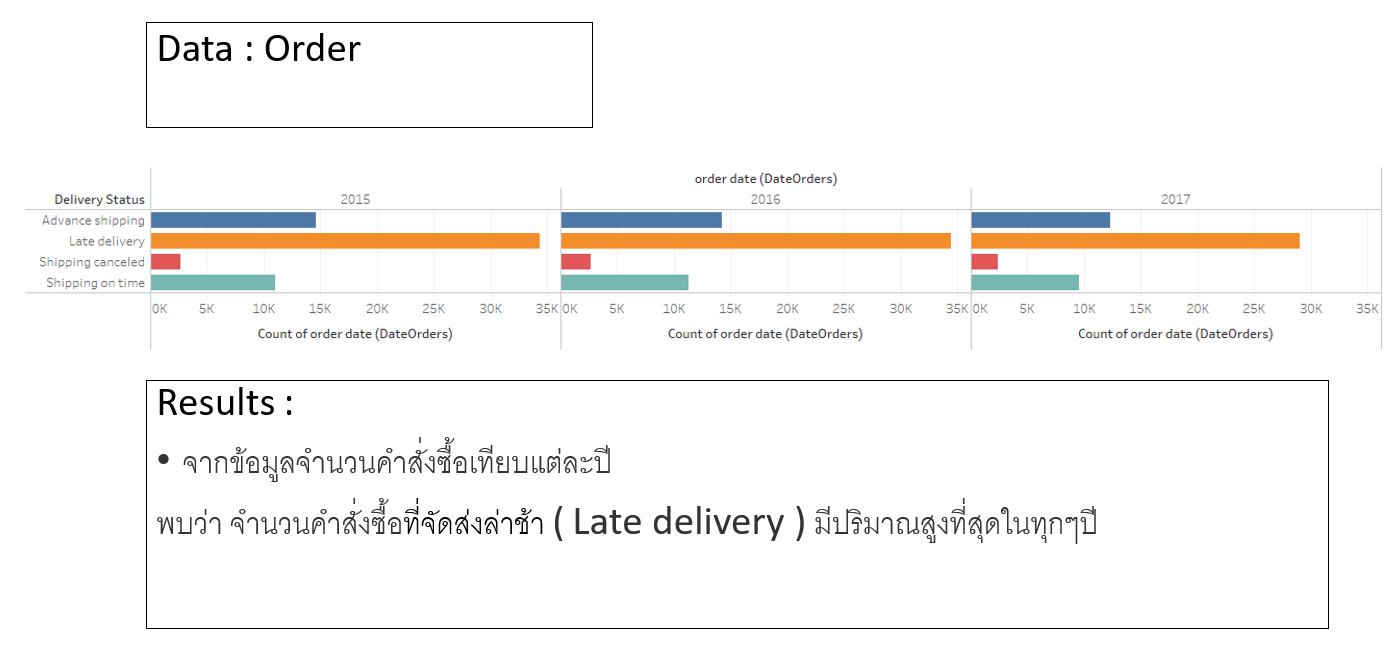 Data : Order
order date (DateOrders)
Delivery Status 2015 2016 2017
Advance shipping
Late delivery
Shipping canceled
Shipping on time
0K 5K 10K 15K 20K 25K 30K 35K 0K 5K 10K 15K 20K 25K 30K 35K 0K 5K 10K 15K 20K 25K 30K 35K
Count of order date (DateOrders) Count of order date (DateOrders) Count of order date (DateOrders)
Results :
• จากข้อมูลจำนวนคำสั่งซื้อเทียบแต่ละปี
พบว่า จำนวนคำสั่งซื้อที่จัดส่งล่าช้า ( Late delivery ) มีปริมาณสูงที่สุดในทุกๆปี